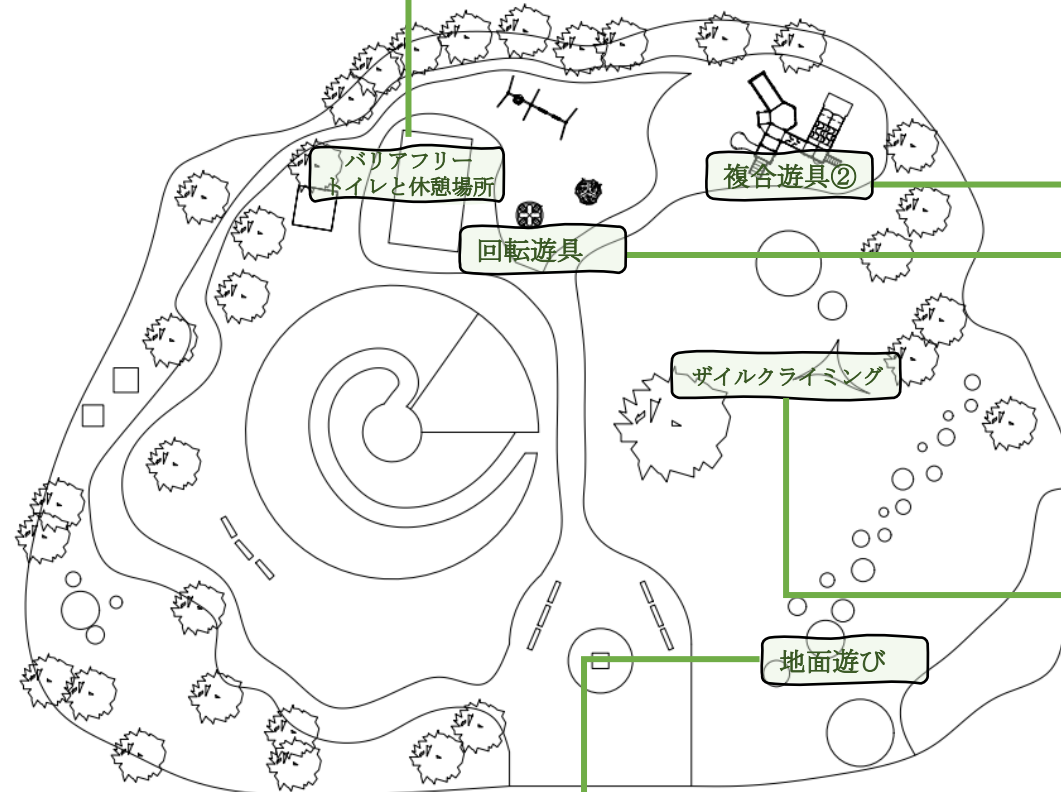 バリアフリー
トイレと休憩場所
複合遊具②
回転遊具
ザイルクライミング
地面遊び